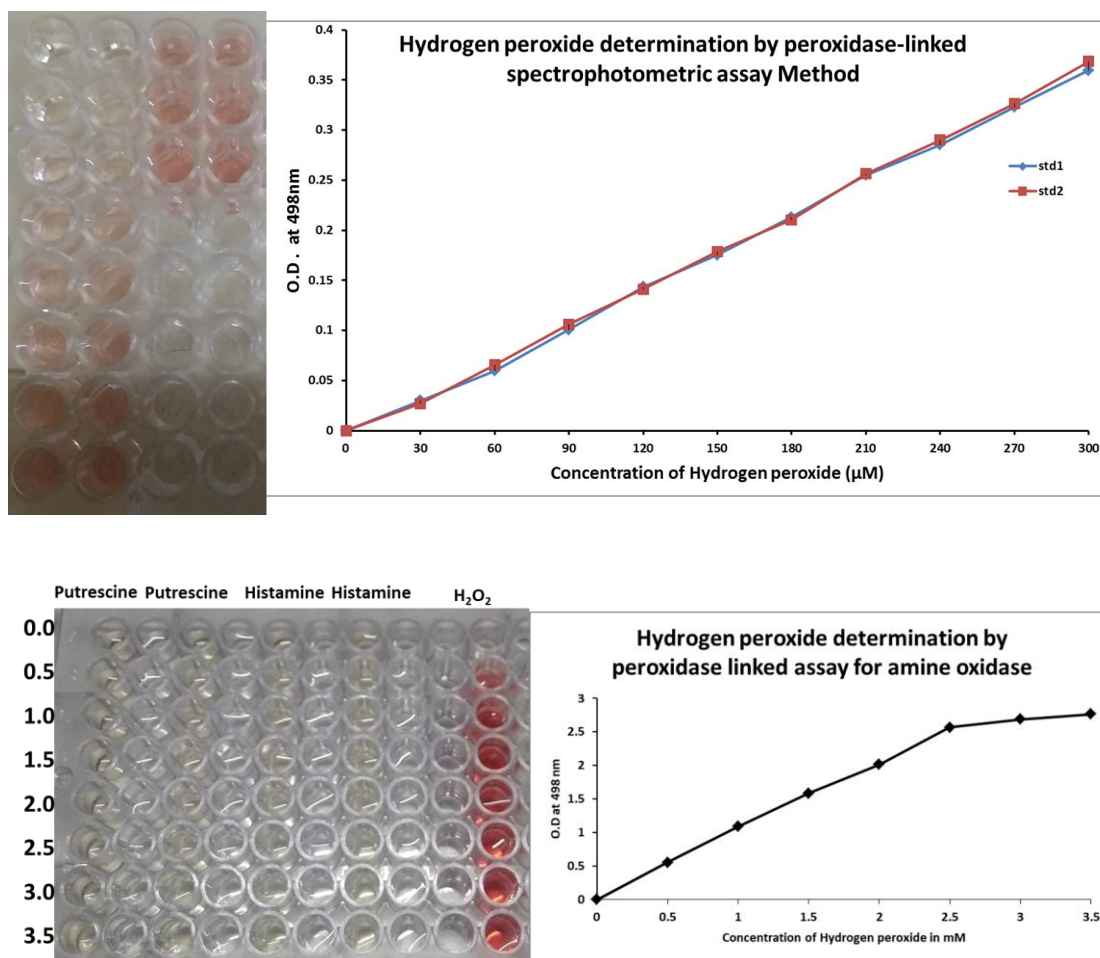 Hydrogen peroxide determination by peroxidase-linked
spectrophotometric assay Method
0.4
0.35
0.3
0.25
0.2
0.15
0.1
0.05
0
O.D . at 498nm
std1
std2
0 30 60 90 120 150 180 210 240 270 300
Concentration of Hydrogen peroxide (µM)
Putrescine Putrescine Histamine Histamine H₂O₂
0.0
0.5
1.0
1.5
2.0
2.5
3.0
3.5
Hydrogen peroxide determination by
peroxidase linked assay for amine oxidase
3
2.5
2
1.5
1
0.5
0
O.D at 498 nm
0 0.5 1 1.5 2 2.5 3 3.5
Concentration of Hydrogen peroxide in mM